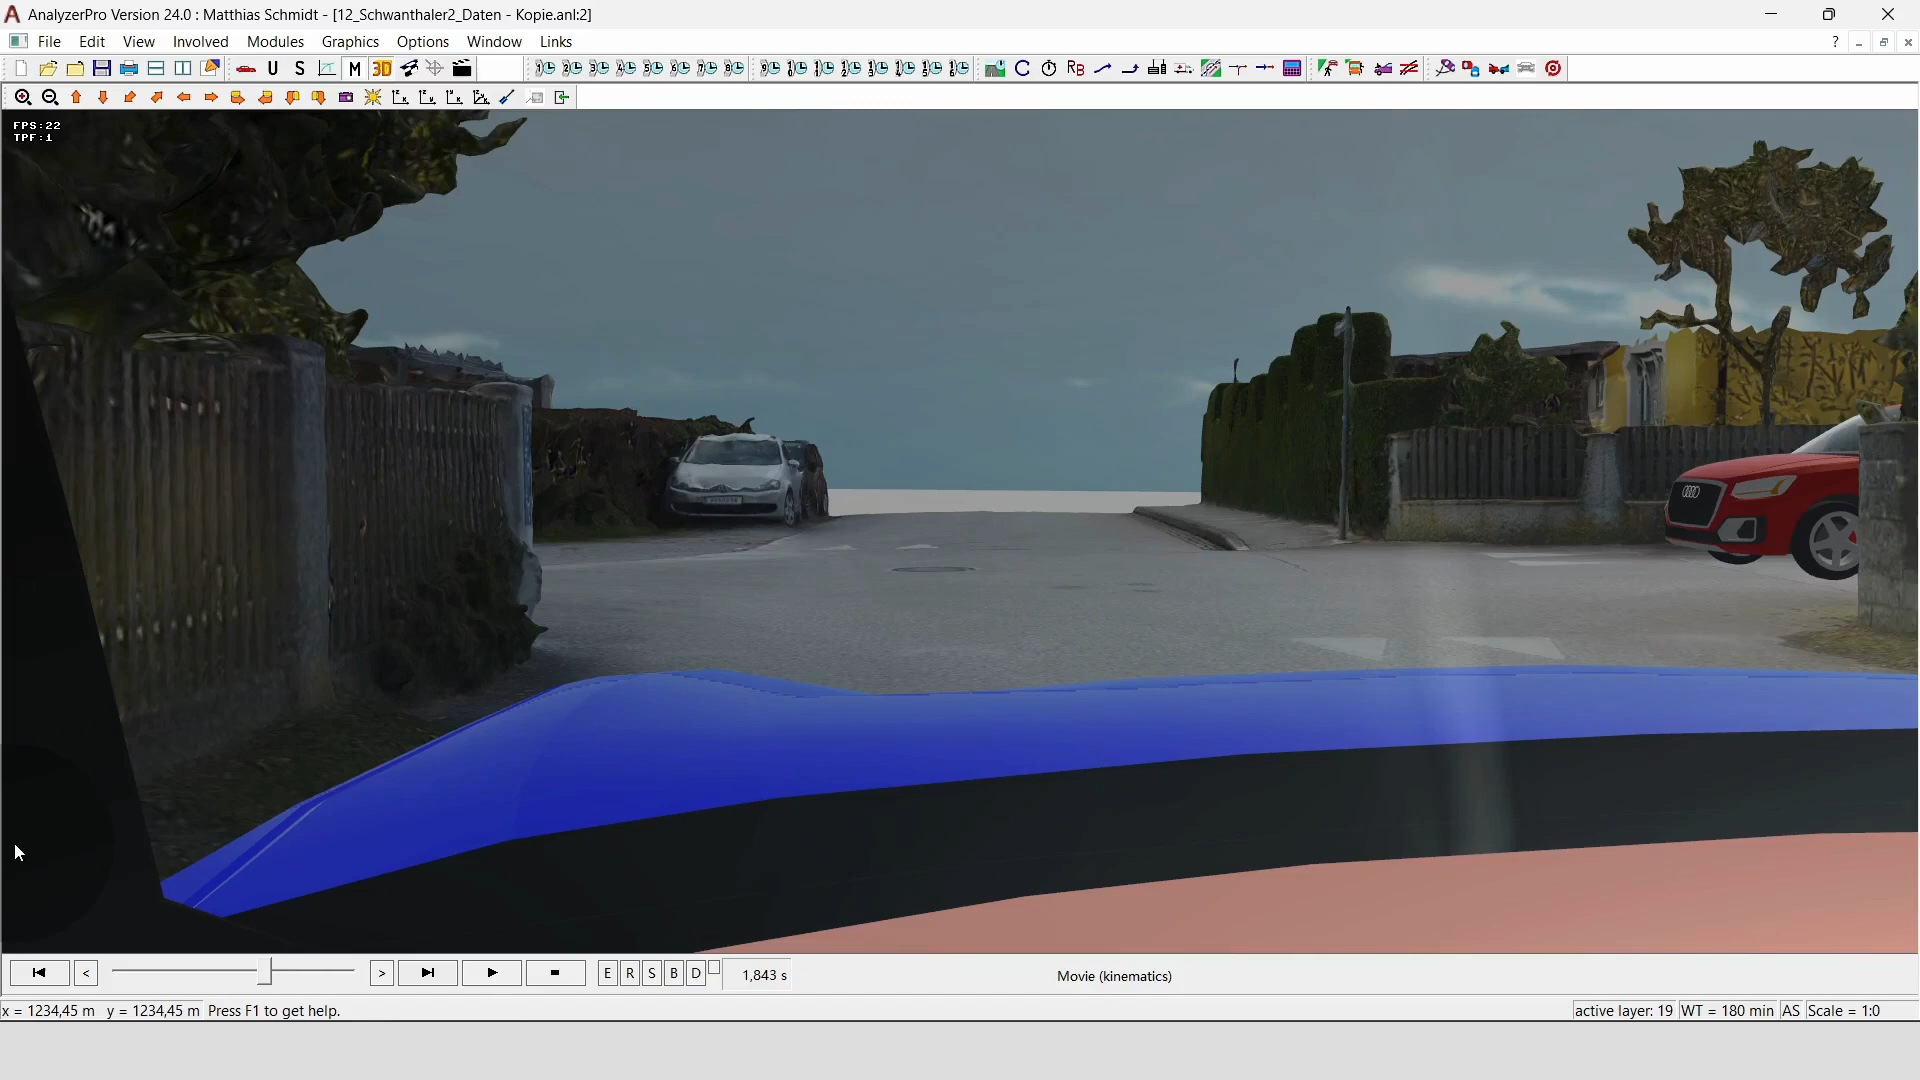 AnalyzerPro Version 24.0 : Matthias Schmidt - [12_Schwanthaler2_Daten - Kopie.anl:2]
File Edit View Involved Modules Graphics Options Window Links
?
U S M 3D
RB
FPS:22
TPF:1
< > E R S B D 1,843 s Movie (kinematics)
x = 1234,45 m y = 1234,45 m Press F1 to get help. active layer: 19 WT = 180 min AS Scale = 1:0